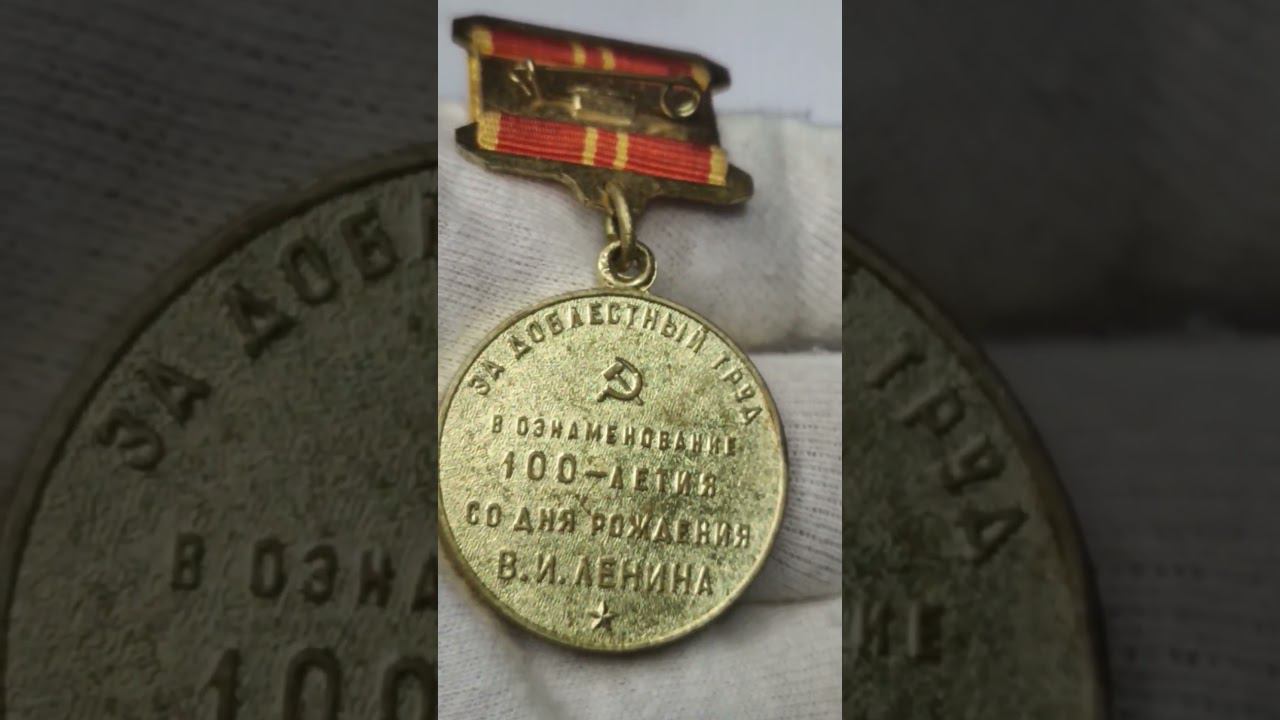 ЗА ДОБЛЕСТНЫЙ ТРУД
В ОЗНАМЕНОВАНИЕ
100-ЛЕТИЯ
СО ДНЯ РОЖДЕНИЯ
В.И. ЛЕНИНА